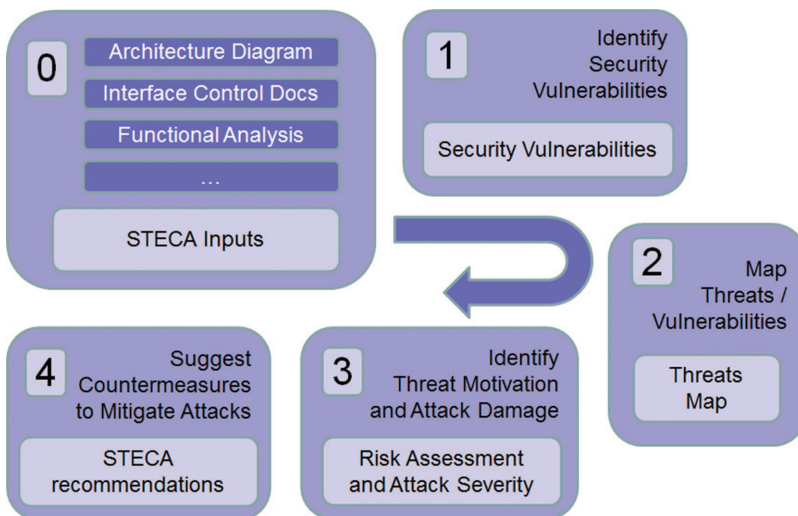 0
Architecture Diagram
Interface Control Docs
Functional Analysis
...
STECA Inputs
1
Identify
Security
Vulnerabilities
Security Vulnerabilities
2
Map
Threats /
Vulnerabilities
Threats
Map
3
Identify
Threat Motivation
and Attack Damage
Risk Assessment
and Attack Severity
4
Suggest
Countermeasures
to Mitigate Attacks
STECA
recommendations